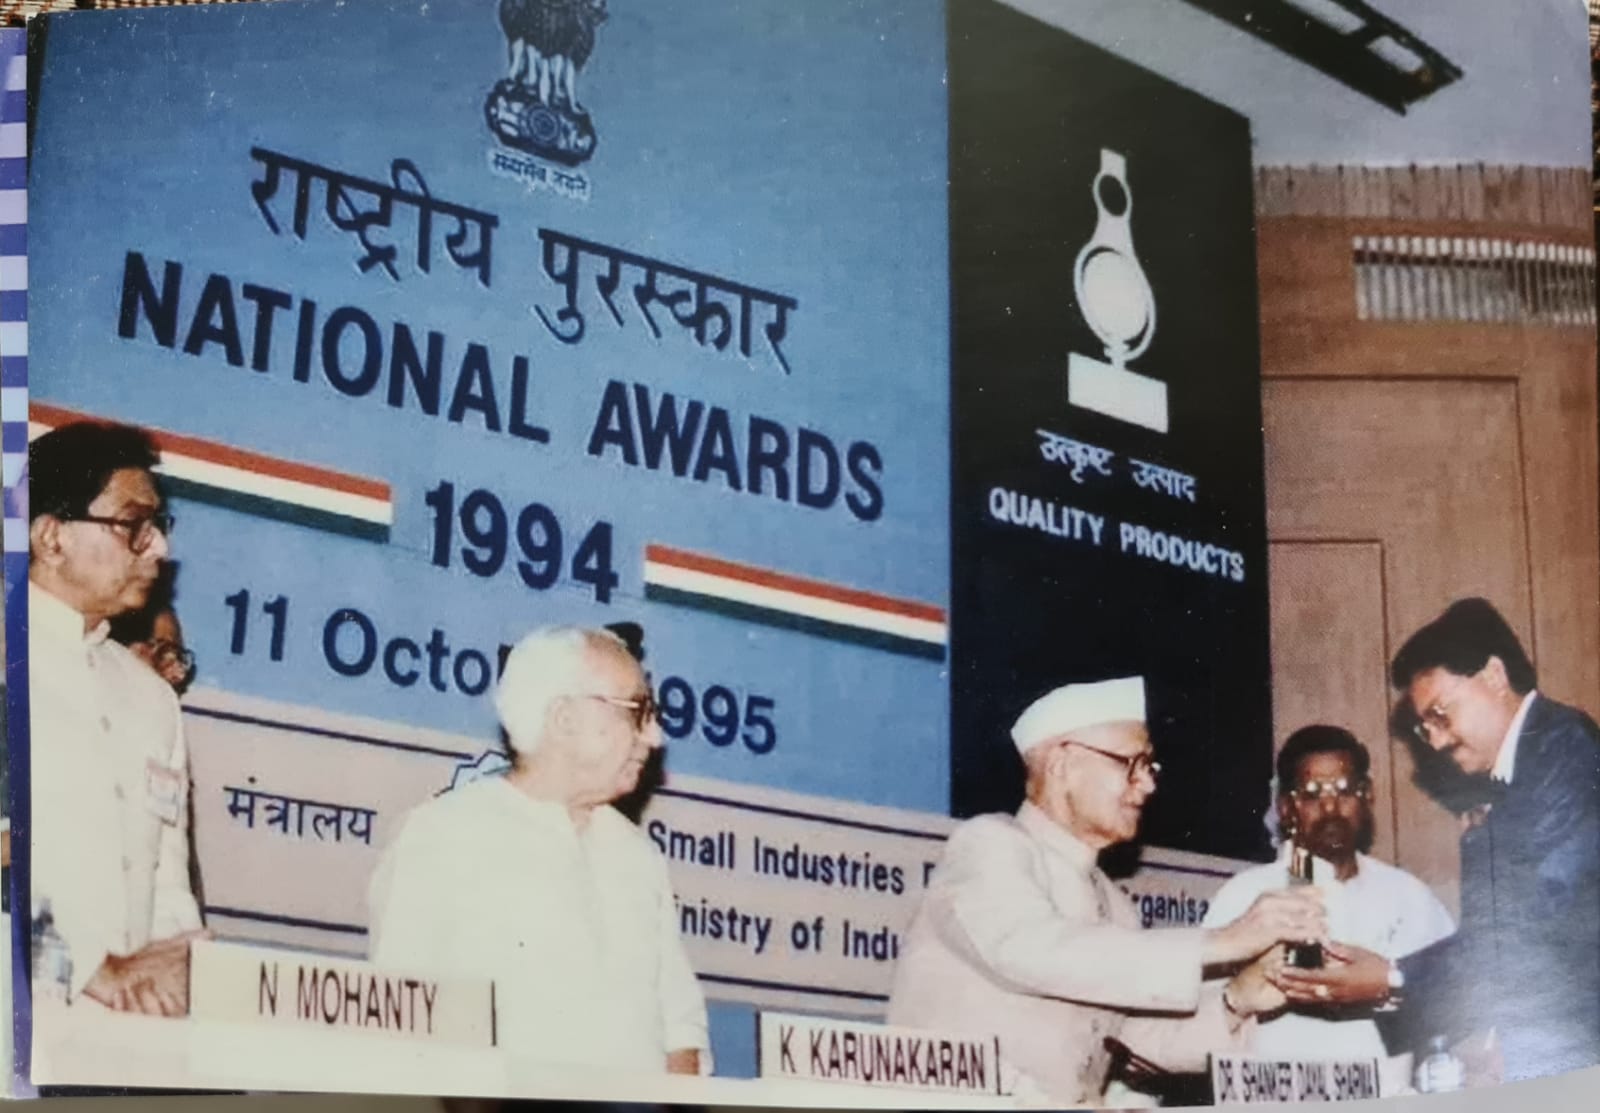 सत्यमेव जयते
राष्ट्रीय पुरस्कार
NATIONAL AWARDS
1994
11 Octo 995
उत्कृष्ट उत्पाद
QUALITY PRODUCTS
मंत्रालय
Small Industries D rganisa
inistry of Indu
N MOHANTY
K KARUNAKARAN
DR. SHANKER DAYAL SHARMA